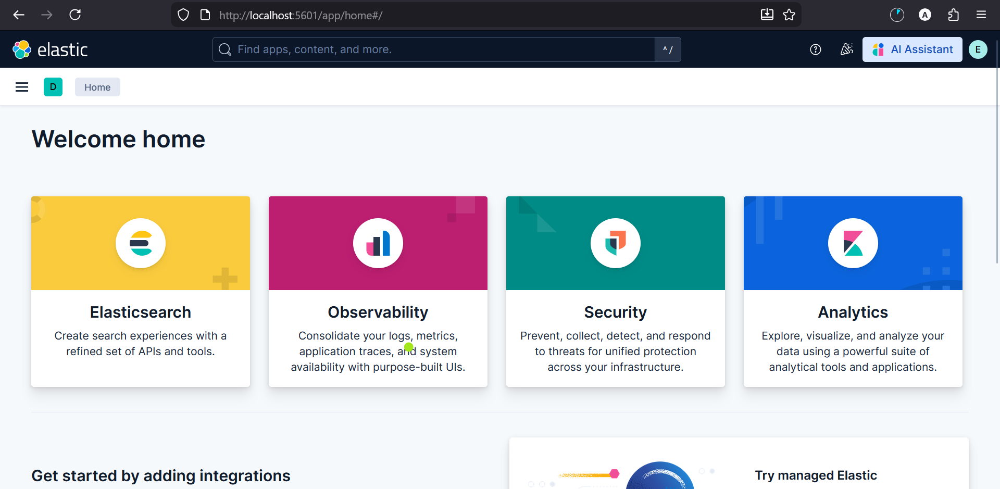 http://localhost:5601/app/home#/
A
elastic
Find apps, content, and more.
^ /
AI Assistant
E
D
Home
Welcome home
Elasticsearch
Create search experiences with a
refined set of APIs and tools.
Observability
Consolidate your logs, metrics,
application traces, and system
availability with purpose-built UIs.
Security
Prevent, collect, detect, and respond
to threats for unified protection
across your infrastructure.
Analytics
Explore, visualize, and analyze your
data using a powerful suite of
analytical tools and applications.
Get started by adding integrations
Try managed Elastic